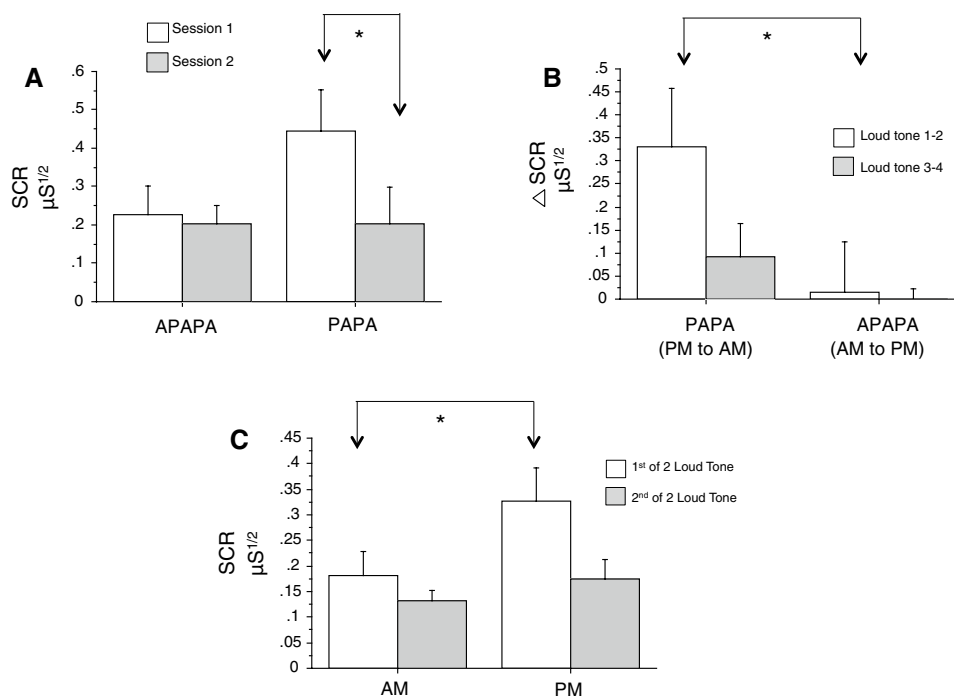 Session 1
Session 2
*
A
.6
.5
.4
.3
.2
.1
0
SCR
µS1/2
APAPA
PAPA
*
B
.5
.45
.4
.35
.3
.25
.2
.15
.1
.05
0
△ SCR
µS1/2
Loud tone 1-2
Loud tone 3-4
PAPA
(PM to AM)
APAPA
(AM to PM)
*
C
.45
.4
.35
.3
.25
.2
.15
.1
.05
0
SCR
µS1/2
1st of 2 Loud Tone
2nd of 2 Loud Tone
AM
PM